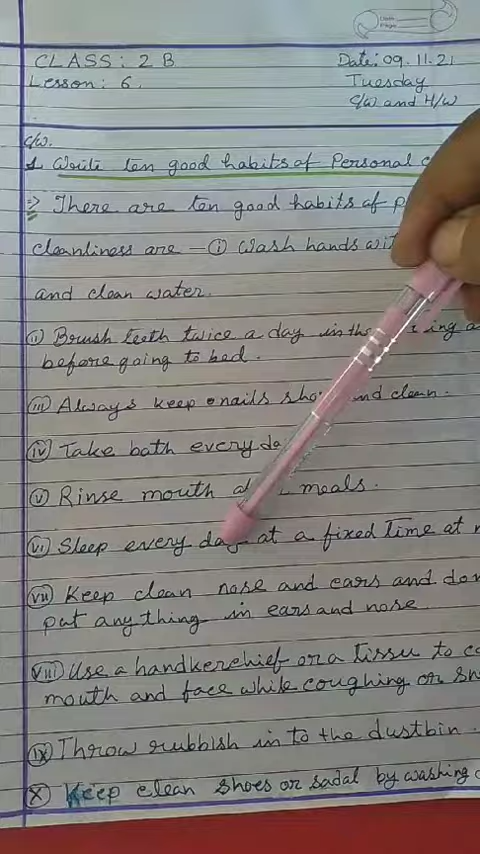 CLASS: 2 B
Date: 09.11.21
Lesson: 6.
Tuesday
C/W and H/W
C/W.
1. Write ten good habits of Personal
There are ten good habits of
cleanliness are - (i) Wash hands
and clean water.
(ii) Brush teeth twice a day in the
before going to bed.
(iii) Always keep nails and clean.
(iv) Take bath every
(v) Rinse mouth meals.
(vi) Sleep every day at a fixed time at
(vii) Keep clean nose and ears and
put anything in ears and nose.
(viii) Use a handkerchief or a tissu to
mouth and face while coughing or
(ix) Throw rubbish in to the dustbin.
(x) Keep clean shoes or sadal by washing